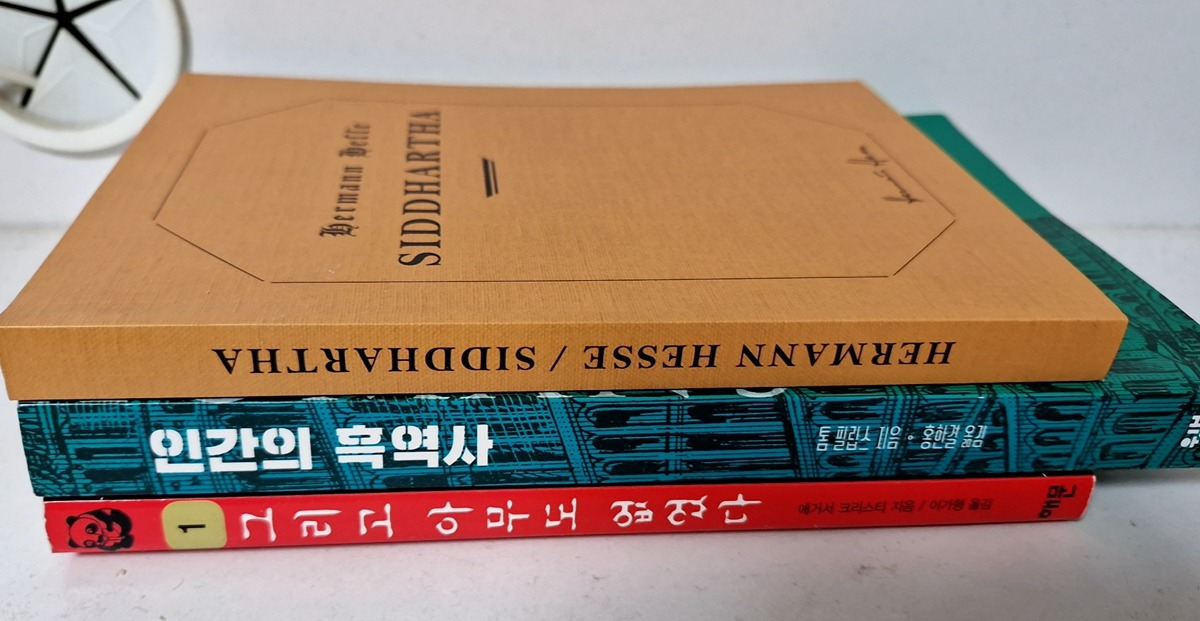 Hermann Hesse
SIDDHARTHA
HERMANN HESSE / SIDDHARTHA
인간의 흑역사
톰 필립스 지음 홍한결 옮김
1 그리고 아무도 없었다 애거서 크리스티 지음 / 이가형 옮김 해문